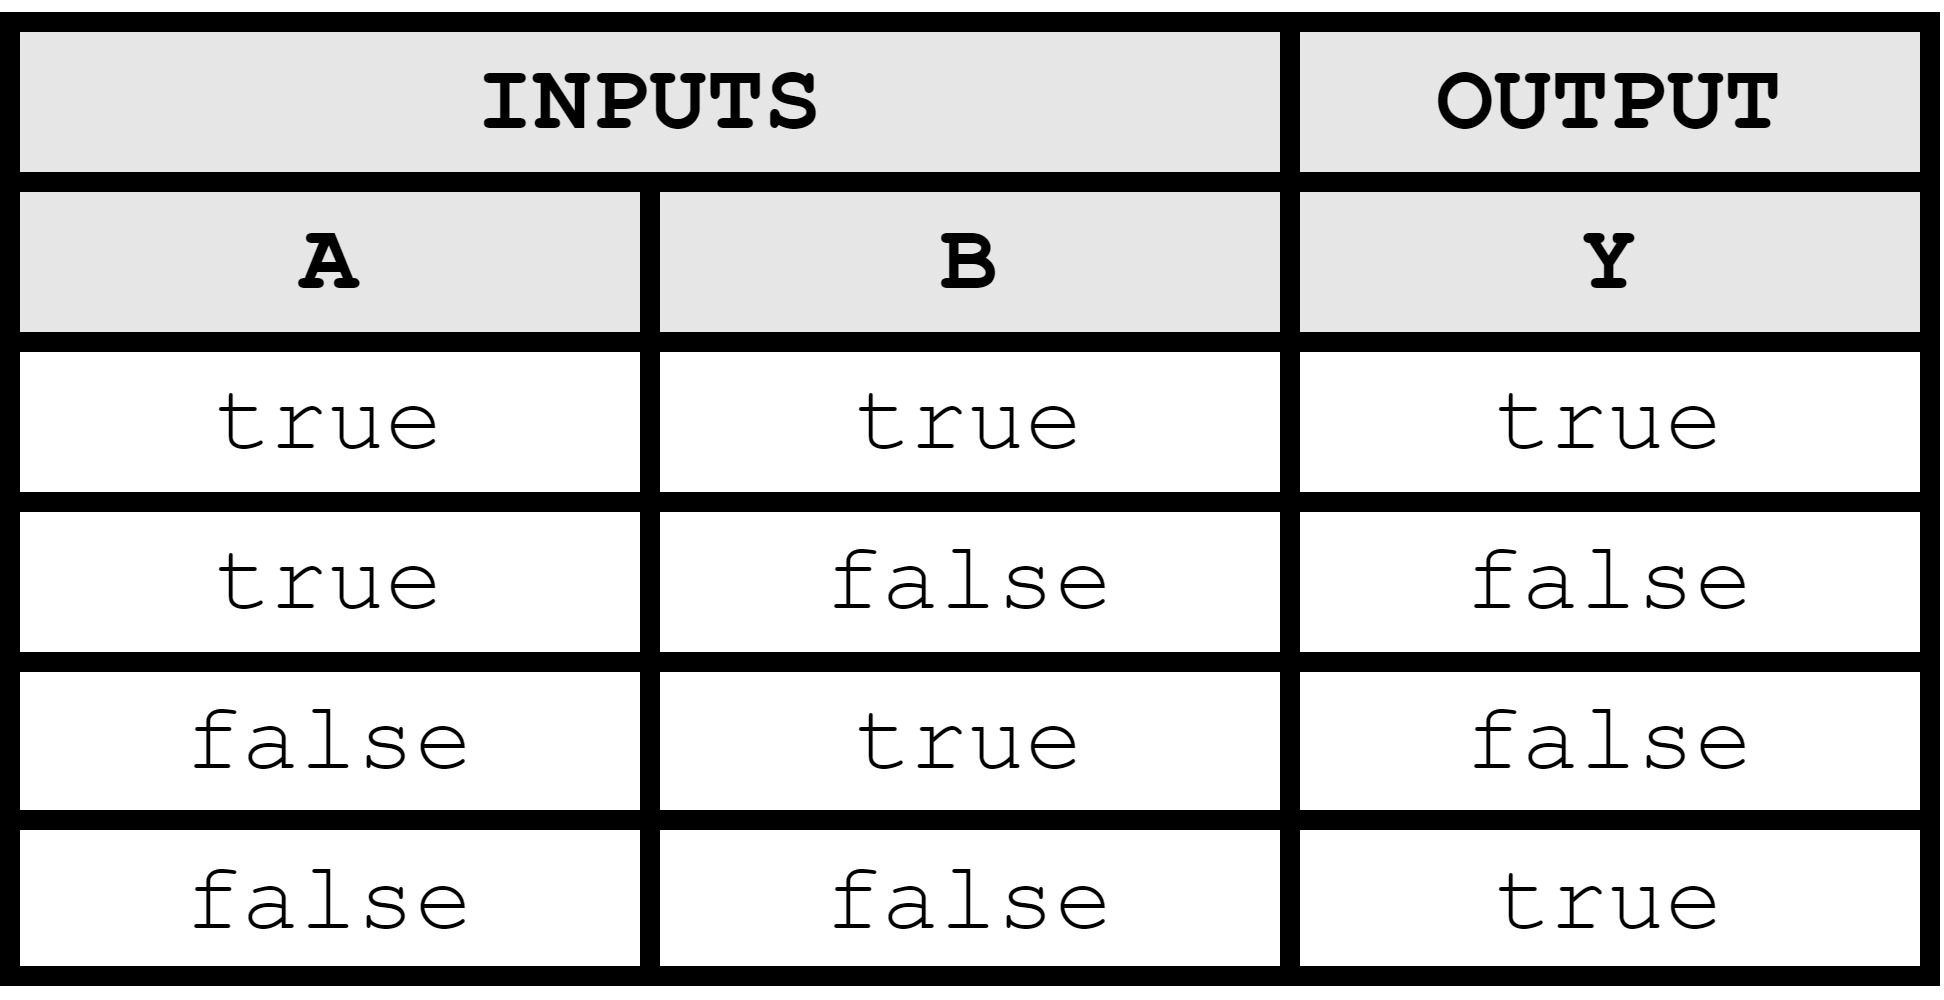 INPUTS OUTPUT
A B Y
true true true
true false false
false true false
false false true